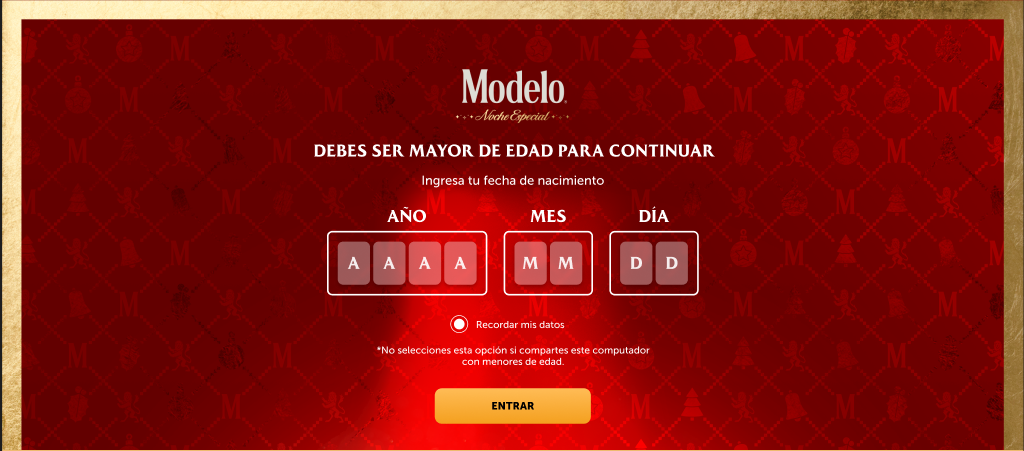 Modelo
Noche Especial
DEBES SER MAYOR DE EDAD PARA CONTINUAR
Ingresa tu fecha de nacimiento
AÑO MES DÍA
A A A A M M D D
Recordar mis datos
*No selecciones esta opción si compartes este computador
con menores de edad.
ENTRAR